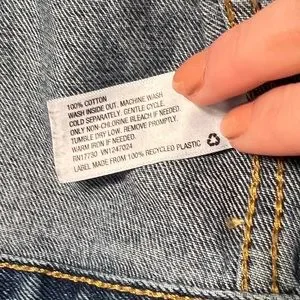 100% COTTON
WASH INSIDE OUT. MACHINE WASH
COLD SEPARATELY. GENTLE CYCLE.
ONLY NON-CHLORINE BLEACH IF NEEDED.
TUMBLE DRY LOW. REMOVE PROMPTLY.
WARM IRON IF NEEDED.
RN17730 VN1247024
LABEL MADE FROM 100% RECYCLED PLASTIC